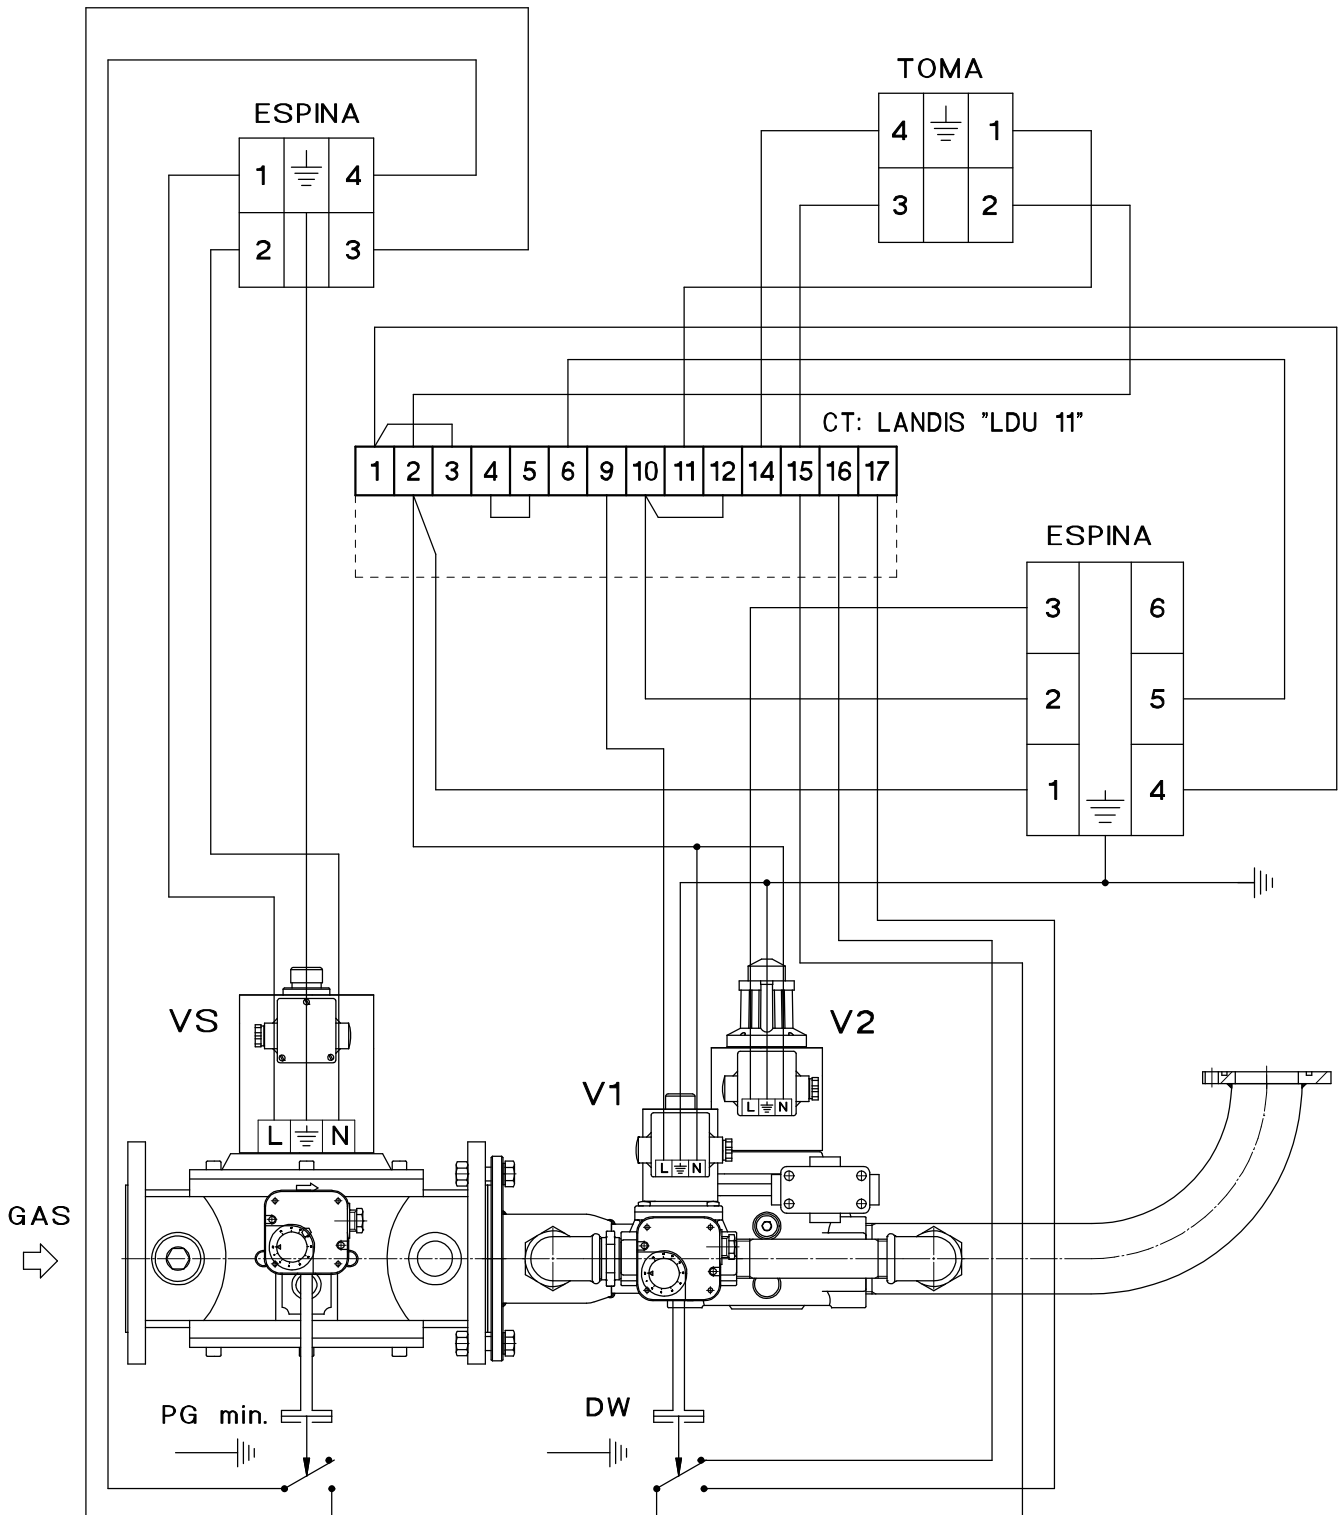 TOMA
4 1
3 2
ESPINA
1 4
2 3
CT: LANDIS "LDU 11"
1 2 3 4 5 6 9 10 11 12 14 15 16 17
ESPINA
3 6
2 5
1 4
VS
V2
V1
L N
L N
L N
GAS
PG min.
DW